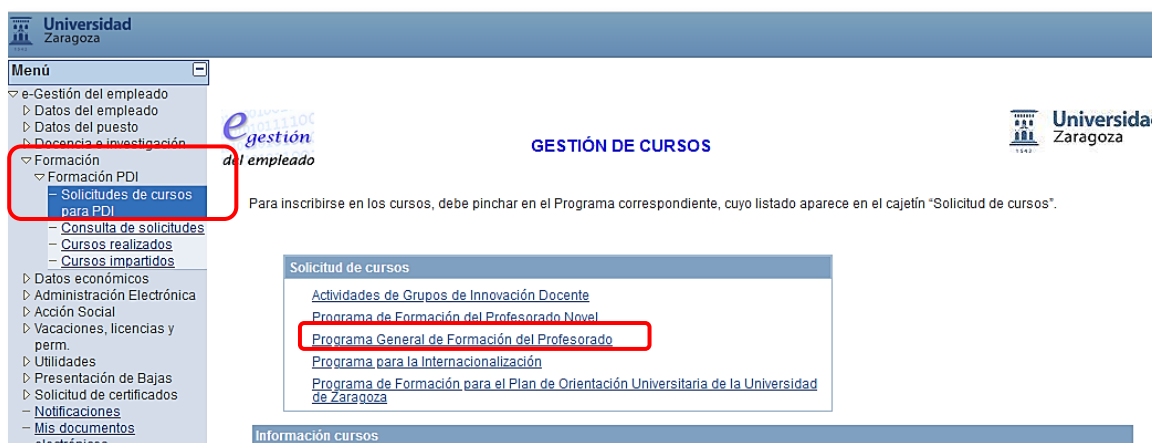 Universidad
Zaragoza
1542
Menú
e-Gestión del empleado
Datos del empleado
Datos del puesto
Docencia e investigación
Formación
Formación PDI
Solicitudes de cursos
para PDI
Consulta de solicitudes
Cursos realizados
Cursos impartidos
Datos económicos
Administración Electrónica
Acción Social
Vacaciones, licencias y
perm.
Utilidades
Presentación de Bajas
Solicitud de certificados
Notificaciones
Mis documentos
electrónicos
e
gestión
del empleado
GESTIÓN DE CURSOS
Universida
Zaragoza
1542
Para inscribirse en los cursos, debe pinchar en el Programa correspondiente, cuyo listado aparece en el cajetín “Solicitud de cursos”.
Solicitud de cursos
Actividades de Grupos de Innovación Docente
Programa de Formación del Profesorado Novel
Programa General de Formación del Profesorado
Programa para la Internacionalización
Programa de Formación para el Plan de Orientación Universitaria de la Universidad
de Zaragoza
Información cursos